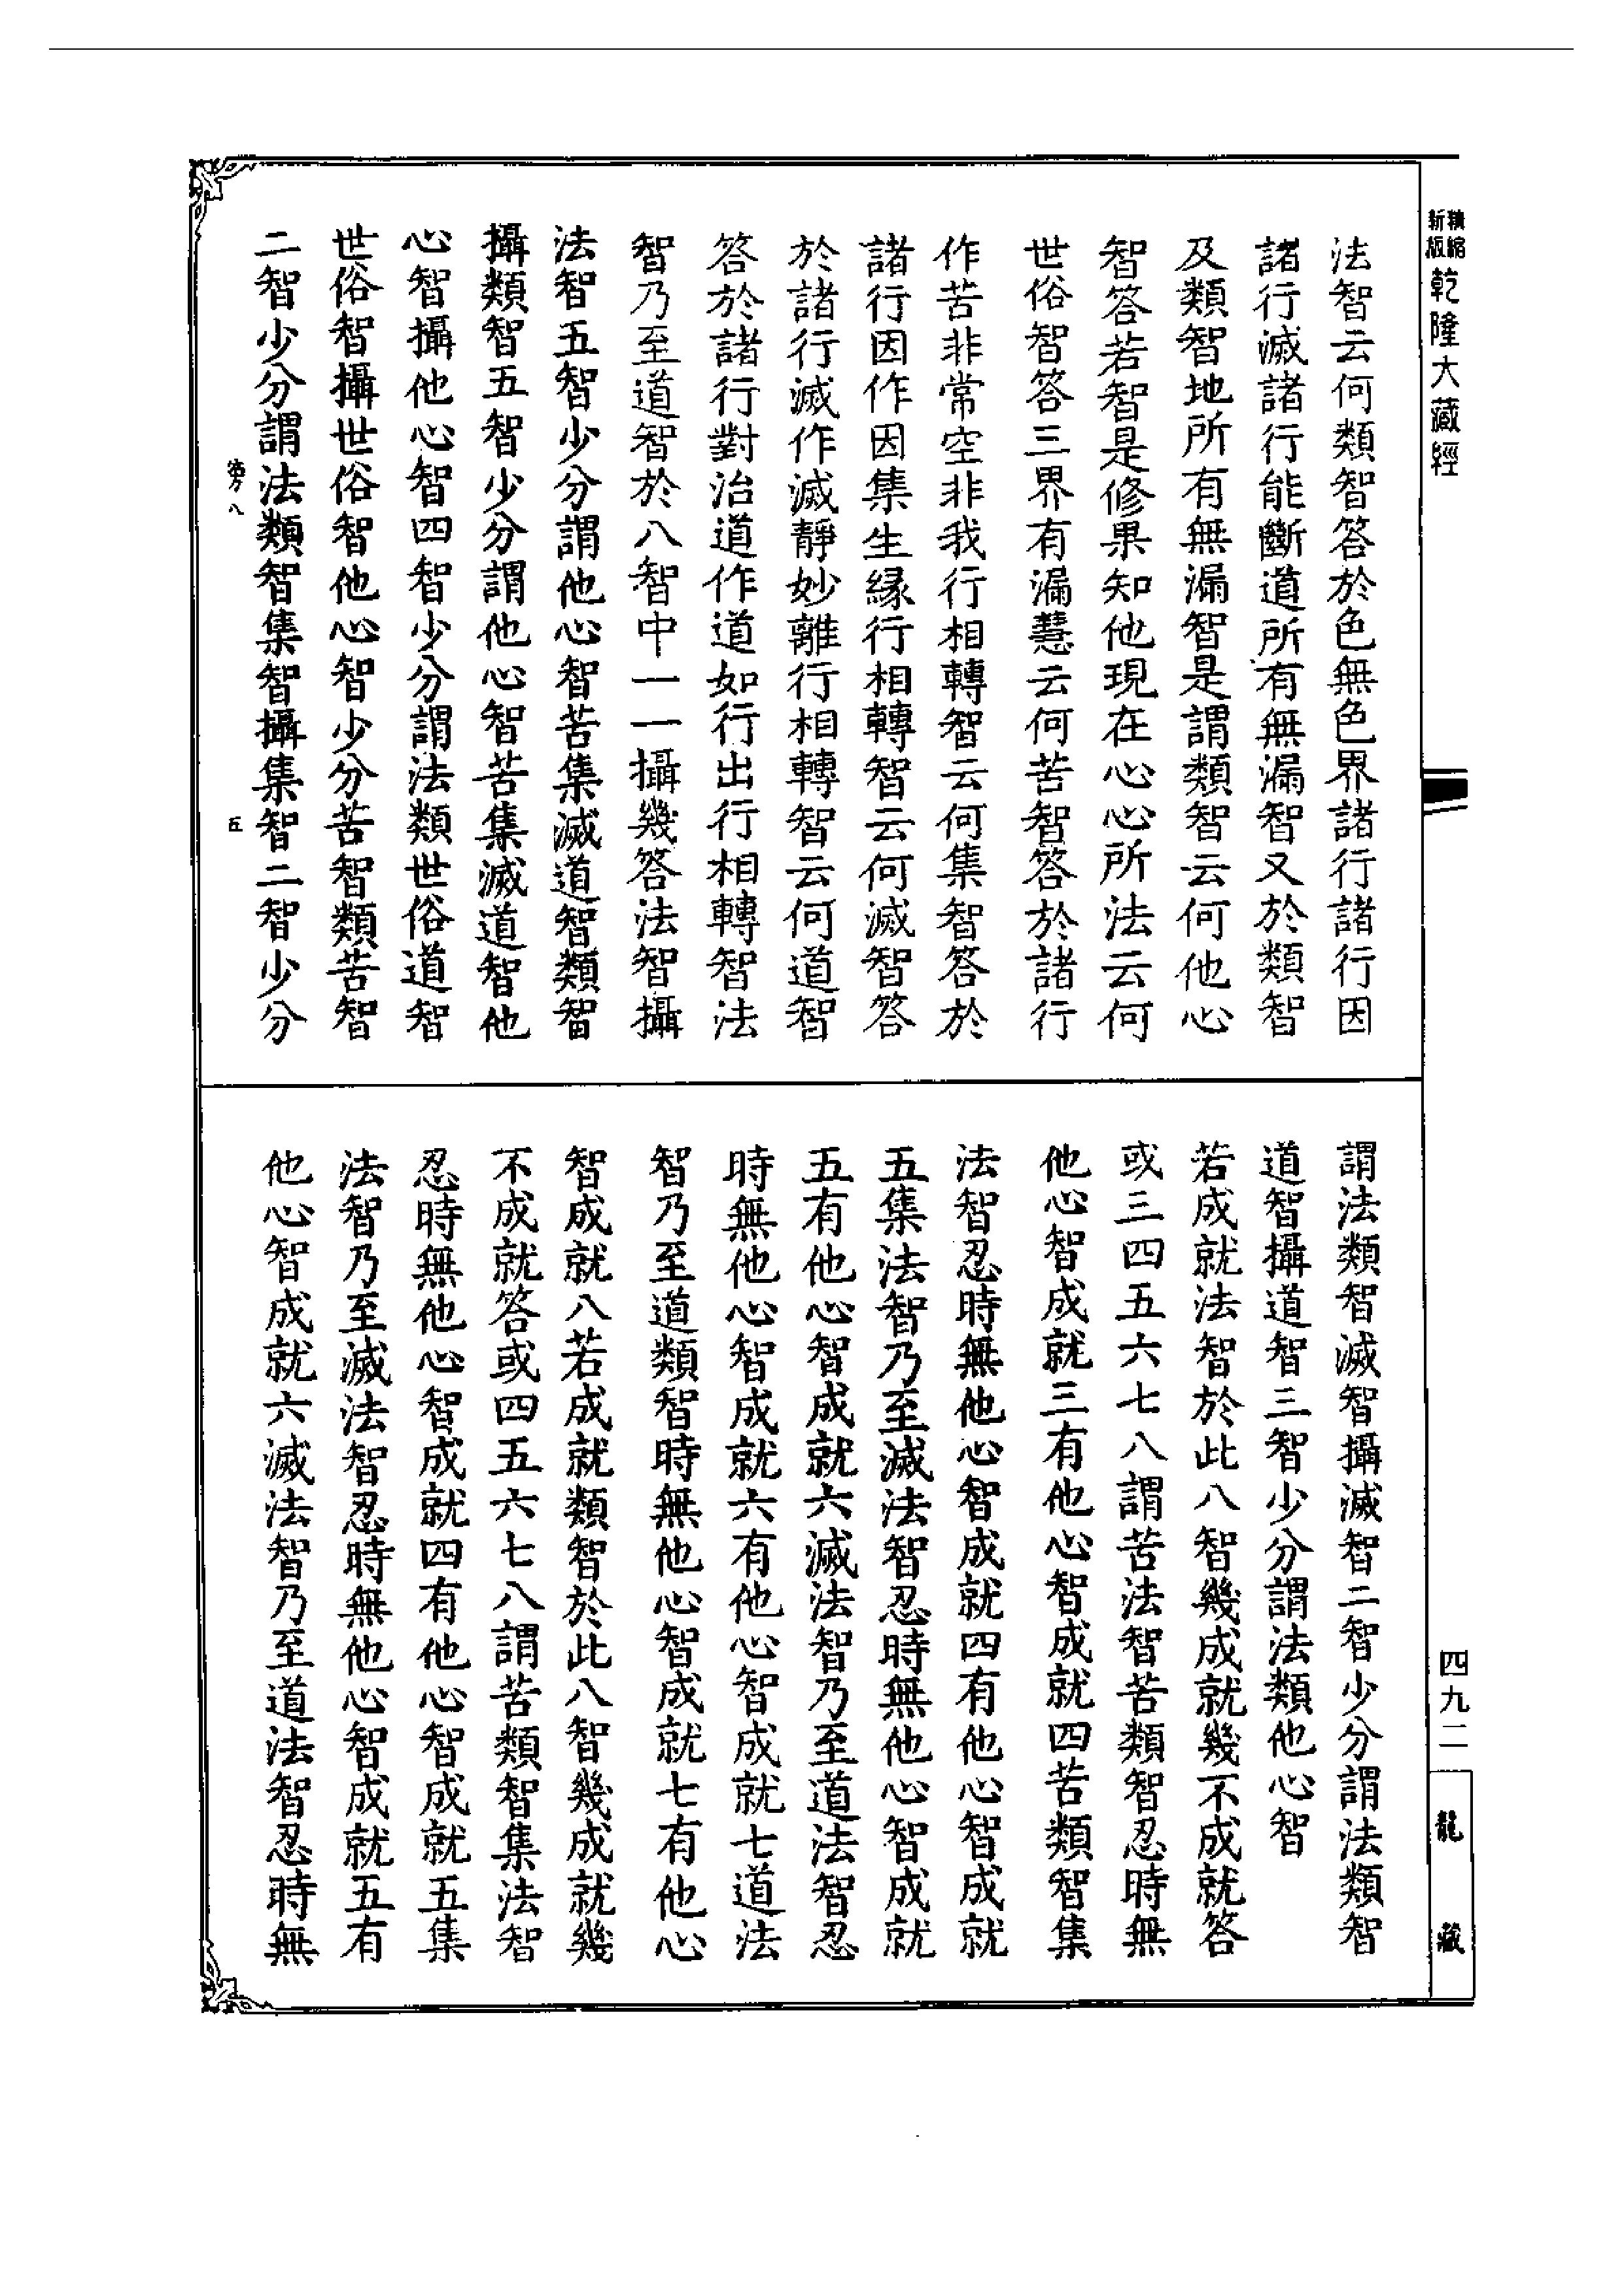 精縮新版乾隆大藏經
法智云何類智答於色無色界諸行諸行因
諸行滅諸行能斷道所有無漏智又於類智
及類智地所有無漏智是謂類智云何他心
智答若智是修果知他現在心心所法云何
世俗智答三界有漏慧云何苦智答於諸行
作苦非常空非我行相轉智云何集智答於
諸行因作因集生緣行相轉智云何滅智答
於諸行滅作滅靜妙離行相轉智云何道智
答於諸行對治道作道如行出行相轉智法
智乃至道智於八智中一一攝幾答法智攝
法智五智少分謂他心智苦集滅道智類智
攝類智五智少分謂他心智苦集滅道智他
心智攝他心智四智少分謂法類世俗道智
世俗智攝世俗智他心智少分苦智類苦智
二智少分謂法類智集智攝集智二智少分
八 五
謂法類智滅智攝滅智二智少分謂法類智
道智攝道智三智少分謂法類他心智
若成就法智於此八智幾成就幾不成就答
或三四五六七八謂苦法智苦類智忍時無
他心智成就三有他心智成就四苦類智集
法智忍時無他心智成就四有他心智成就
五集法智乃至滅法智忍時無他心智成就
五有他心智成就六滅法智乃至道法智忍
時無他心智成就六有他心智成就七道法
智乃至道類智時無他心智成就七有他心
智成就八若成就類智於此八智幾成就幾
不成就答或四五六七八謂苦類智集法智
忍時無他心智成就四有他心智成就五集
法智乃至滅法智忍時無他心智成就五有
他心智成就六滅法智乃至道法智忍時無
四九二
龍藏